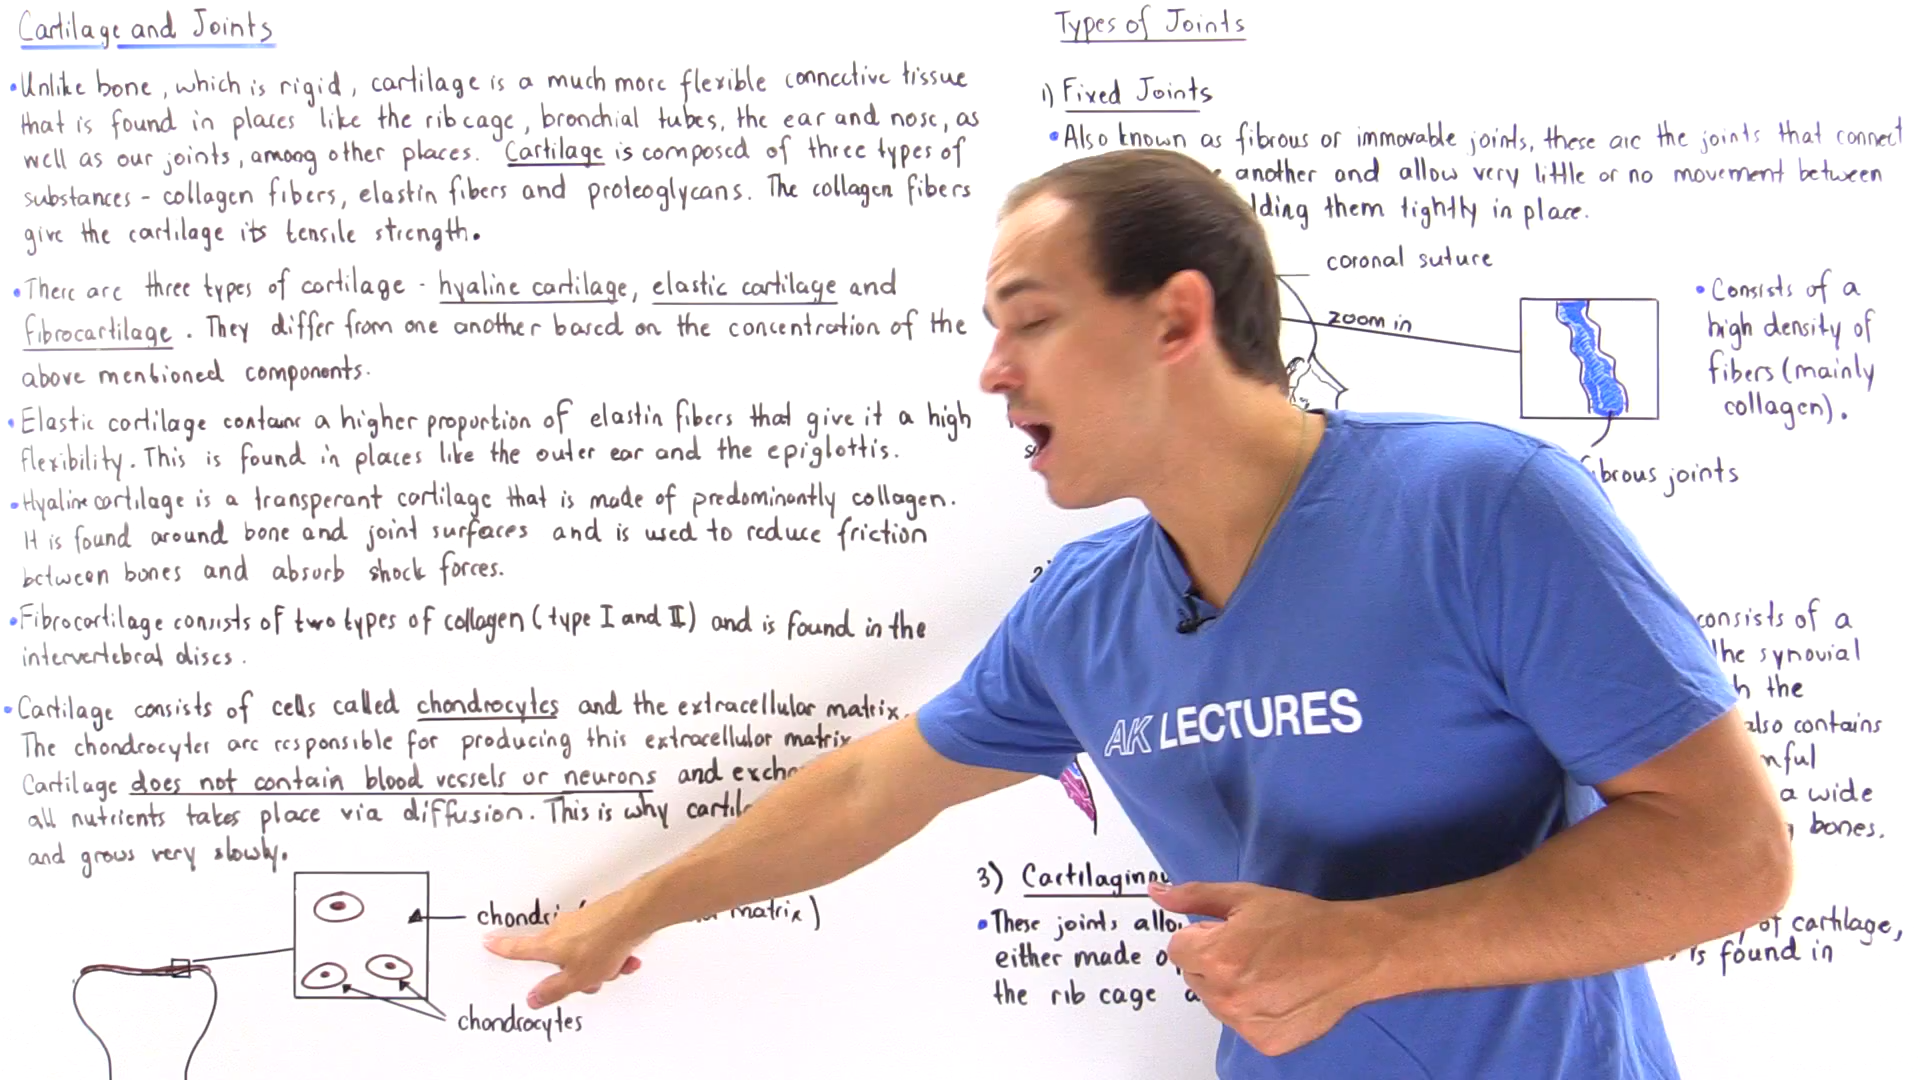 Cartilage and Joints
•Unlike bone, which is rigid, cartilage is a much more flexible connective tissue
that is found in places like the rib cage, bronchial tubes, the ear and nose, as
well as our joints, among other places. Cartilage is composed of three types of
substances - collagen fibers, elastin fibers and proteoglycans. The collagen fibers
give the cartilage its tensile strength.
•There are three types of cartilage - hyaline cartilage, elastic cartilage and
fibrocartilage. They differ from one another based on the concentration of the
above mentioned components.
•Elastic cartilage contains a higher proportion of elastin fibers that give it a high
flexibility. This is found in places like the outer ear and the epiglottis.
•Hyaline cartilage is a transperant cartilage that is made of predominantly collagen.
It is found around bone and joint surfaces and is used to reduce friction
between bones and absorb shock forces.
•Fibrocartilage consists of two types of collagen (type I and II) and is found in the
intervertebral discs.
•Cartilage consists of cells called chondrocytes and the extracellular matrix.
The chondrocytes are responsible for producing this extracellular matrix
Cartilage does not contain blood vessels or neurons and
all nutrients takes place via diffusion. This is why
and grows very slowly.
matrix)
chondrocytes
Types of Joints
1) Fixed Joints
•Also known as fibrous or immovable joints, these are the joints that connect
another and allow very little or no movement between
them tightly in place.
coronal suture
zoom in
•Consists of a
high density of
fibers (mainly
collagen).
joints
consists of a
the synovial
the
also contains
a wide
bones.
3)
•These joints
of cartilage,
either made
is found in
the rib cage
AK LECTURES